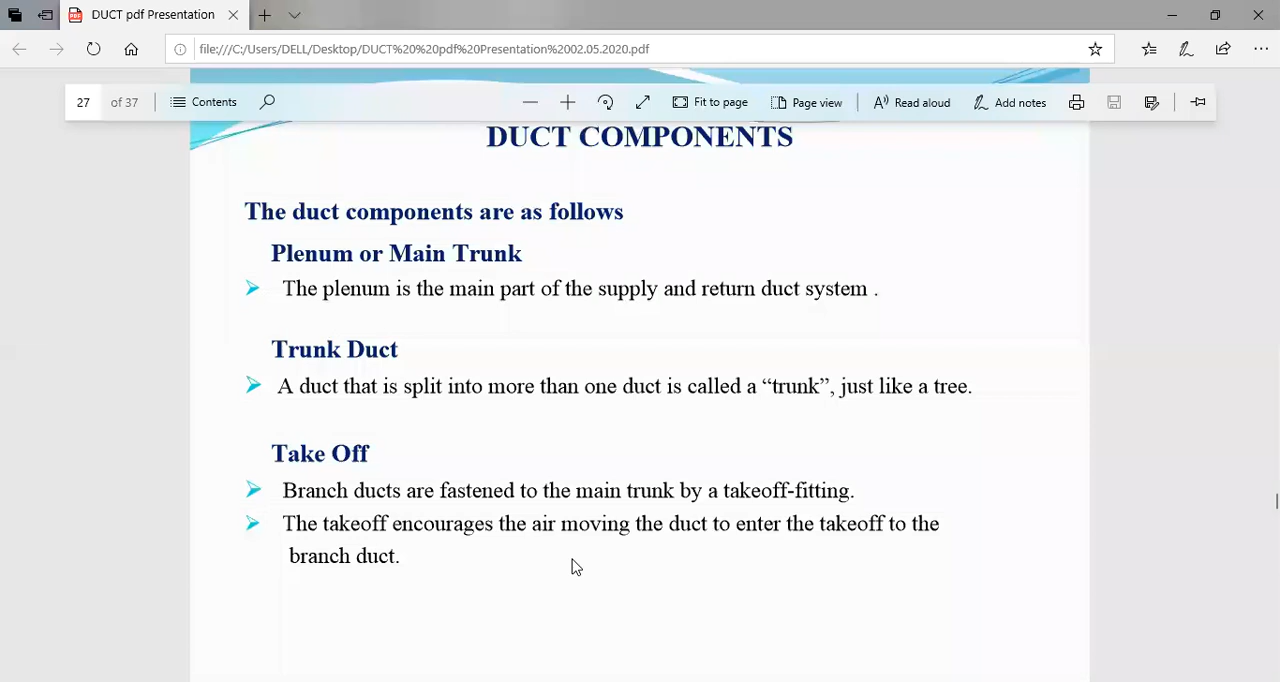 DUCT pdf Presentation
file:///C:/Users/DELL/Desktop/DUCT%20%20pdf%20Presentation%2002.05.2020.pdf
27 of 37 Contents Fit to page Page view Read aloud Add notes
DUCT COMPONENTS
The duct components are as follows
Plenum or Main Trunk
➢ The plenum is the main part of the supply and return duct system .
Trunk Duct
➢ A duct that is split into more than one duct is called a “trunk”, just like a tree.
Take Off
➢ Branch ducts are fastened to the main trunk by a takeoff-fitting.
➢ The takeoff encourages the air moving the duct to enter the takeoff to the
branch duct.